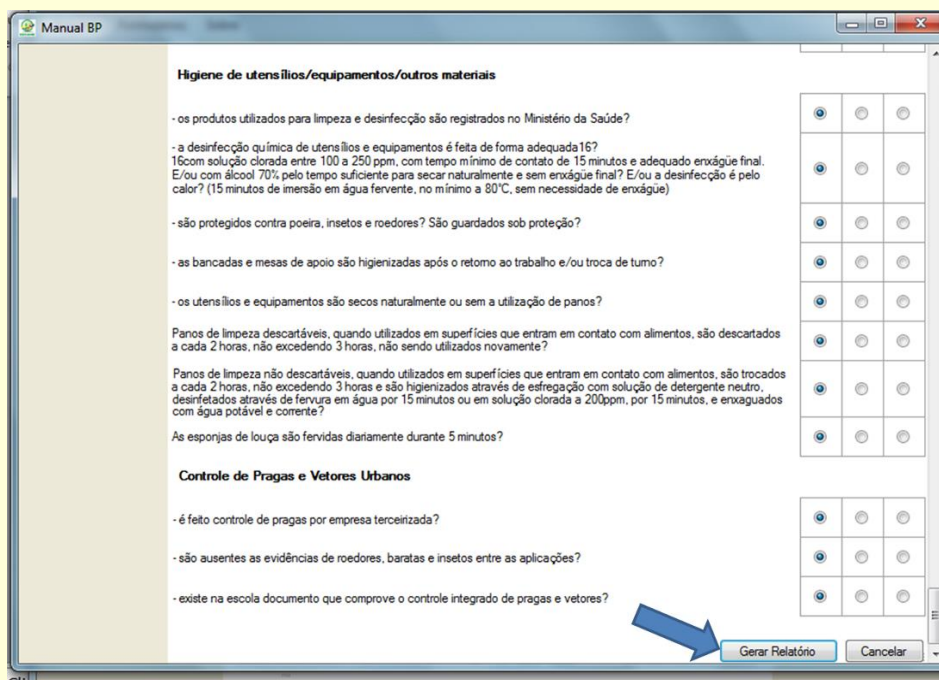 Manual BP
Higiene de utensílios/equipamentos/outros materiais
- os produtos utilizados para limpeza e desinfecção são registrados no Ministério da Saúde?
- a desinfecção química de utensílios e equipamentos é feita de forma adequada16?
16com solução clorada entre 100 a 250 ppm, com tempo mínimo de contato de 15 minutos e adequado enxágüe final.
E/ou com álcool 70% pelo tempo suficiente para secar naturalmente e sem enxágüe final? E/ou a desinfecção é pelo
calor? (15 minutos de imersão em água fervente, no mínimo a 80°C, sem necessidade de enxágüe)
- são protegidos contra poeira, insetos e roedores? São guardados sob proteção?
- as bancadas e mesas de apoio são higienizadas após o retorno ao trabalho e/ou troca de turno?
- os utensílios e equipamentos são secos naturalmente ou sem a utilização de panos?
Panos de limpeza descartáveis, quando utilizados em superfícies que entram em contato com alimentos, são descartados
a cada 2 horas, não excedendo 3 horas, não sendo utilizados novamente?
Panos de limpeza não descartáveis, quando utilizados em superfícies que entram em contato com alimentos, são trocados
a cada 2 horas, não excedendo 3 horas e são higienizados através de esfregação com solução de detergente neutro,
desinfetados através de fervura em água por 15 minutos ou em solução clorada a 200ppm, por 15 minutos, e enxaguados
com água potável e corrente?
As esponjas de louça são fervidas diariamente durante 5 minutos?
Controle de Pragas e Vetores Urbanos
- é feito controle de pragas por empresa terceirizada?
- são ausentes as evidências de roedores, baratas e insetos entre as aplicações?
- existe na escola documento que comprove o controle integrado de pragas e vetores?
Gerar Relatório
Cancelar